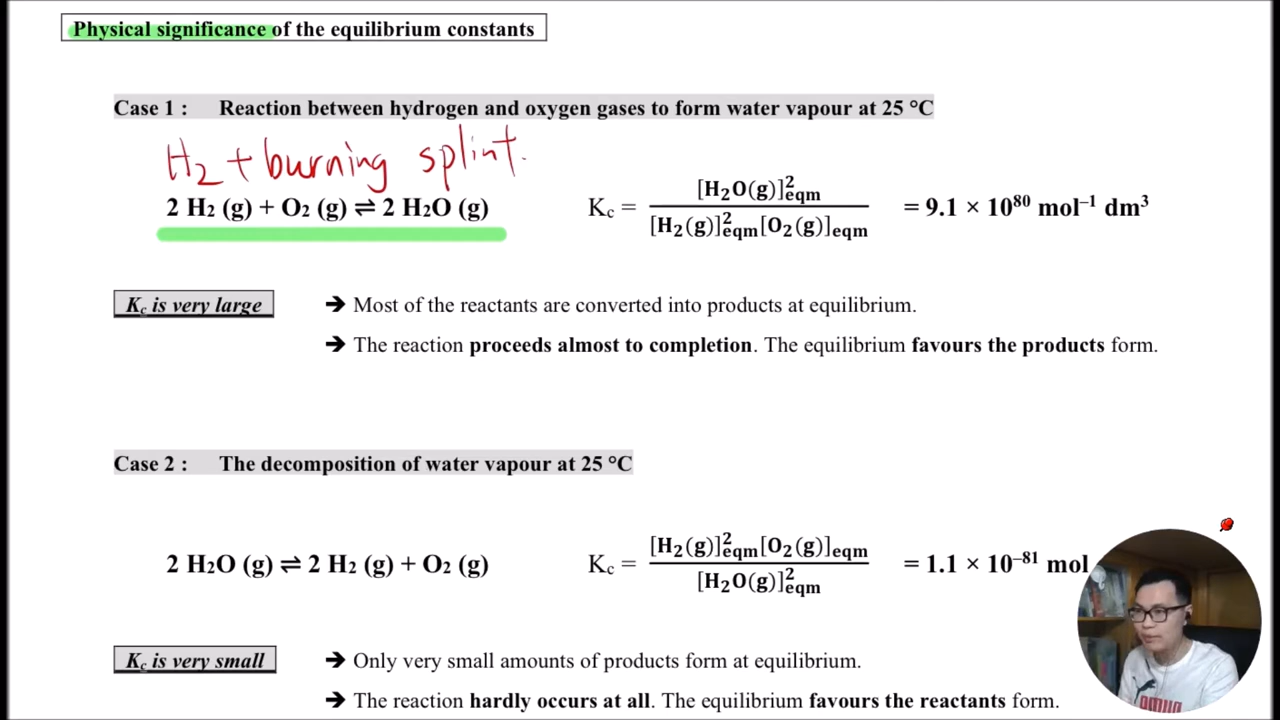 Physical significance of the equilibrium constants
Case 1 : Reaction between hydrogen and oxygen gases to form water vapour at 25 °C
H₂ + burning splint.
2 H₂ (g) + O₂ (g) ⇌ 2 H₂O (g) K꜀ = [H₂O(g)]²eqm / [H₂(g)]²eqm[O₂(g)]eqm = 9.1 × 10⁸⁰ mol⁻¹ dm³
K꜀ is very large ➔ Most of the reactants are converted into products at equilibrium.
➔ The reaction proceeds almost to completion. The equilibrium favours the products form.
Case 2 : The decomposition of water vapour at 25 °C
2 H₂O (g) ⇌ 2 H₂ (g) + O₂ (g) K꜀ = [H₂(g)]²eqm[O₂(g)]eqm / [H₂O(g)]²eqm = 1.1 × 10⁻⁸¹ mol
K꜀ is very small ➔ Only very small amounts of products form at equilibrium.
➔ The reaction hardly occurs at all. The equilibrium favours the reactants form.